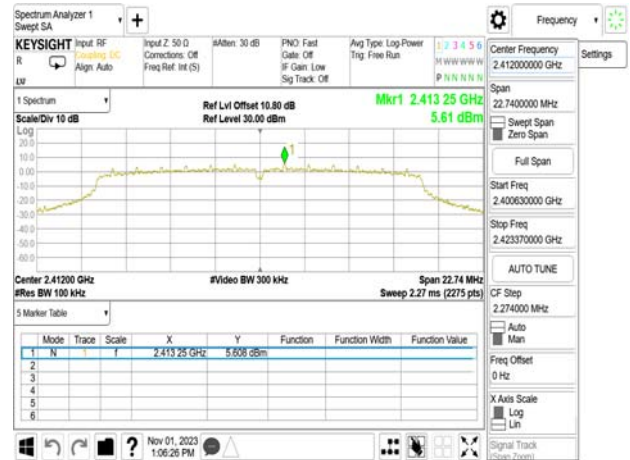 Spectrum Analyzer 1
Swept SA
Frequency
KEYSIGHT
R
Input: RF
Coupling: DC
Align: Auto
Input Z: 50 Ω
Corrections: Off
Freq Ref: Int (S)
#Atten: 30 dB
PNO: Fast
Gate: Off
IF Gain: Low
Sig Track: Off
Avg Type: Log-Power
Trig: Free Run
1 2 3 4 5 6
M W W W W W
P N N N N N
1 Spectrum
Scale/Div 10 dB
Ref Lvl Offset 10.80 dB
Ref Level 30.00 dBm
Mkr1 2.413 25 GHz
5.61 dBm
Log
20.0
10.0
0.00
-10.0
-20.0
-30.0
-40.0
-50.0
-60.0
1
Center 2.41200 GHz
#Res BW 100 kHz
#Video BW 300 kHz
Span 22.74 MHz
Sweep 2.27 ms (2275 pts)
5 Marker Table
Mode Trace Scale X Y Function Function Width Function Value
1 N 1 f 2.413 25 GHz 5.608 dBm
2
3
4
5
6
Nov 01, 2023
1:06:26 PM
Center Frequency
2.412000000 GHz
Settings
Span
22.7400000 MHz
Swept Span
Zero Span
Full Span
Start Freq
2.400630000 GHz
Stop Freq
2.423370000 GHz
AUTO TUNE
CF Step
2.274000 MHz
Auto
Man
Freq Offset
0 Hz
X Axis Scale
Log
Lin
Signal Track
(Span Zoom)